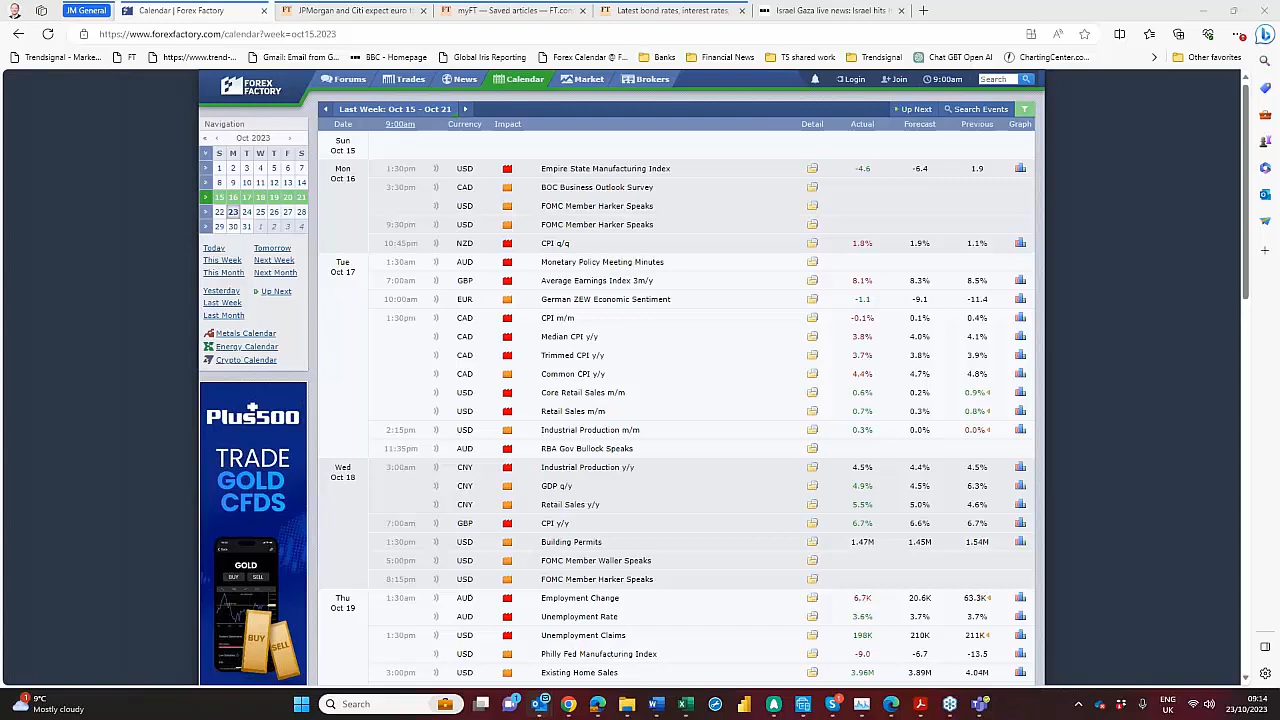 JM General
Calendar | Forex Factory
JPMorgan and Citi expect euro t
myFT — Saved articles — FT.com
Latest bond rates, interest rates,
Israel Gaza live news: Israel hits
https://www.forexfactory.com/calendar?week=oct15.2023
Trendsignal - Marke...
FT
https://www.trend-...
Gmail: Email from G...
BBC - Homepage
Global Iris Reporting
Forex Calendar @ F...
Banks
Financial News
TS shared work
Trendsignal
Chat GBT Open AI
ChartingCenter.co...
Other favorites
FOREX FACTORY
Forums
Trades
News
Calendar
Market
Brokers
Login
Join
9:00am
Search
Navigation
« ‹ Oct 2023 ›
S M T W T F S
1 2 3 4 5 6 7
8 9 10 11 12 13 14
15 16 17 18 19 20 21
22 23 24 25 26 27 28
29 30 31 1 2 3 4
Today Tomorrow
This Week Next Week
This Month Next Month
Yesterday Up Next
Last Week
Last Month
Metals Calendar
Energy Calendar
Crypto Calendar
Plus500
TRADE
GOLD
CFDS
GOLD
BUY SELL
BUY
SELL
Last Week: Oct 15 - Oct 21
Up Next
Search Events
Date 9:00am Currency Impact Detail Actual Forecast Previous Graph
Sun Oct 15
Mon Oct 16 1:30pm USD Empire State Manufacturing Index -4.6 -6.4 1.9
3:30pm CAD BOC Business Outlook Survey
USD FOMC Member Harker Speaks
9:30pm USD FOMC Member Harker Speaks
10:45pm NZD CPI q/q 1.8% 1.9% 1.1%
Tue Oct 17 1:30am AUD Monetary Policy Meeting Minutes
7:00am GBP Average Earnings Index 3m/y 8.1% 8.3% 8.5%
10:00am EUR German ZEW Economic Sentiment -1.1 -11.4
1:30pm CAD CPI m/m -0.1% 0.1% 0.4%
CAD Median CPI y/y 3.8% 4.0% 4.1%
CAD Trimmed CPI y/y 3.7% 3.8%
CAD Common CPI y/y 4.4% 4.7% 4.8%
USD Core Retail Sales m/m 0.6% 0.2% 0.9%
USD Retail Sales m/m 0.7% 0.8%
2:15pm USD Industrial Production m/m 0.3% 0.0% 0.0%
11:35pm AUD RBA Gov Bullock Speaks
Wed Oct 18 3:00am CNY Industrial Production y/y 4.5% 4.4% 4.5%
CNY GDP q/y 4.9% 4.5% 6.3%
CNY Retail Sales y/y 5.5% 5.0% 4.6%
7:00am GBP CPI y/y 6.7% 6.6% 6.7%
1:30pm USD Building Permits 1.47M 1.45M 1.54M
5:00pm USD FOMC Member Waller Speaks
8:15pm USD FOMC Member Harker Speaks
Thu Oct 19 1:30am AUD Employment Change 6.7K 63.3K
AUD Unemployment Rate 3.6% 3.7%
1:30pm USD Unemployment Claims 198K 211K
USD Philly Fed Manufacturing Index -9.0 -13.5
3:00pm USD Existing Home Sales 3.96M 3.89M 4.04M
9°C
Mostly cloudy
Search
ENG
UK
09:14
23/10/2023